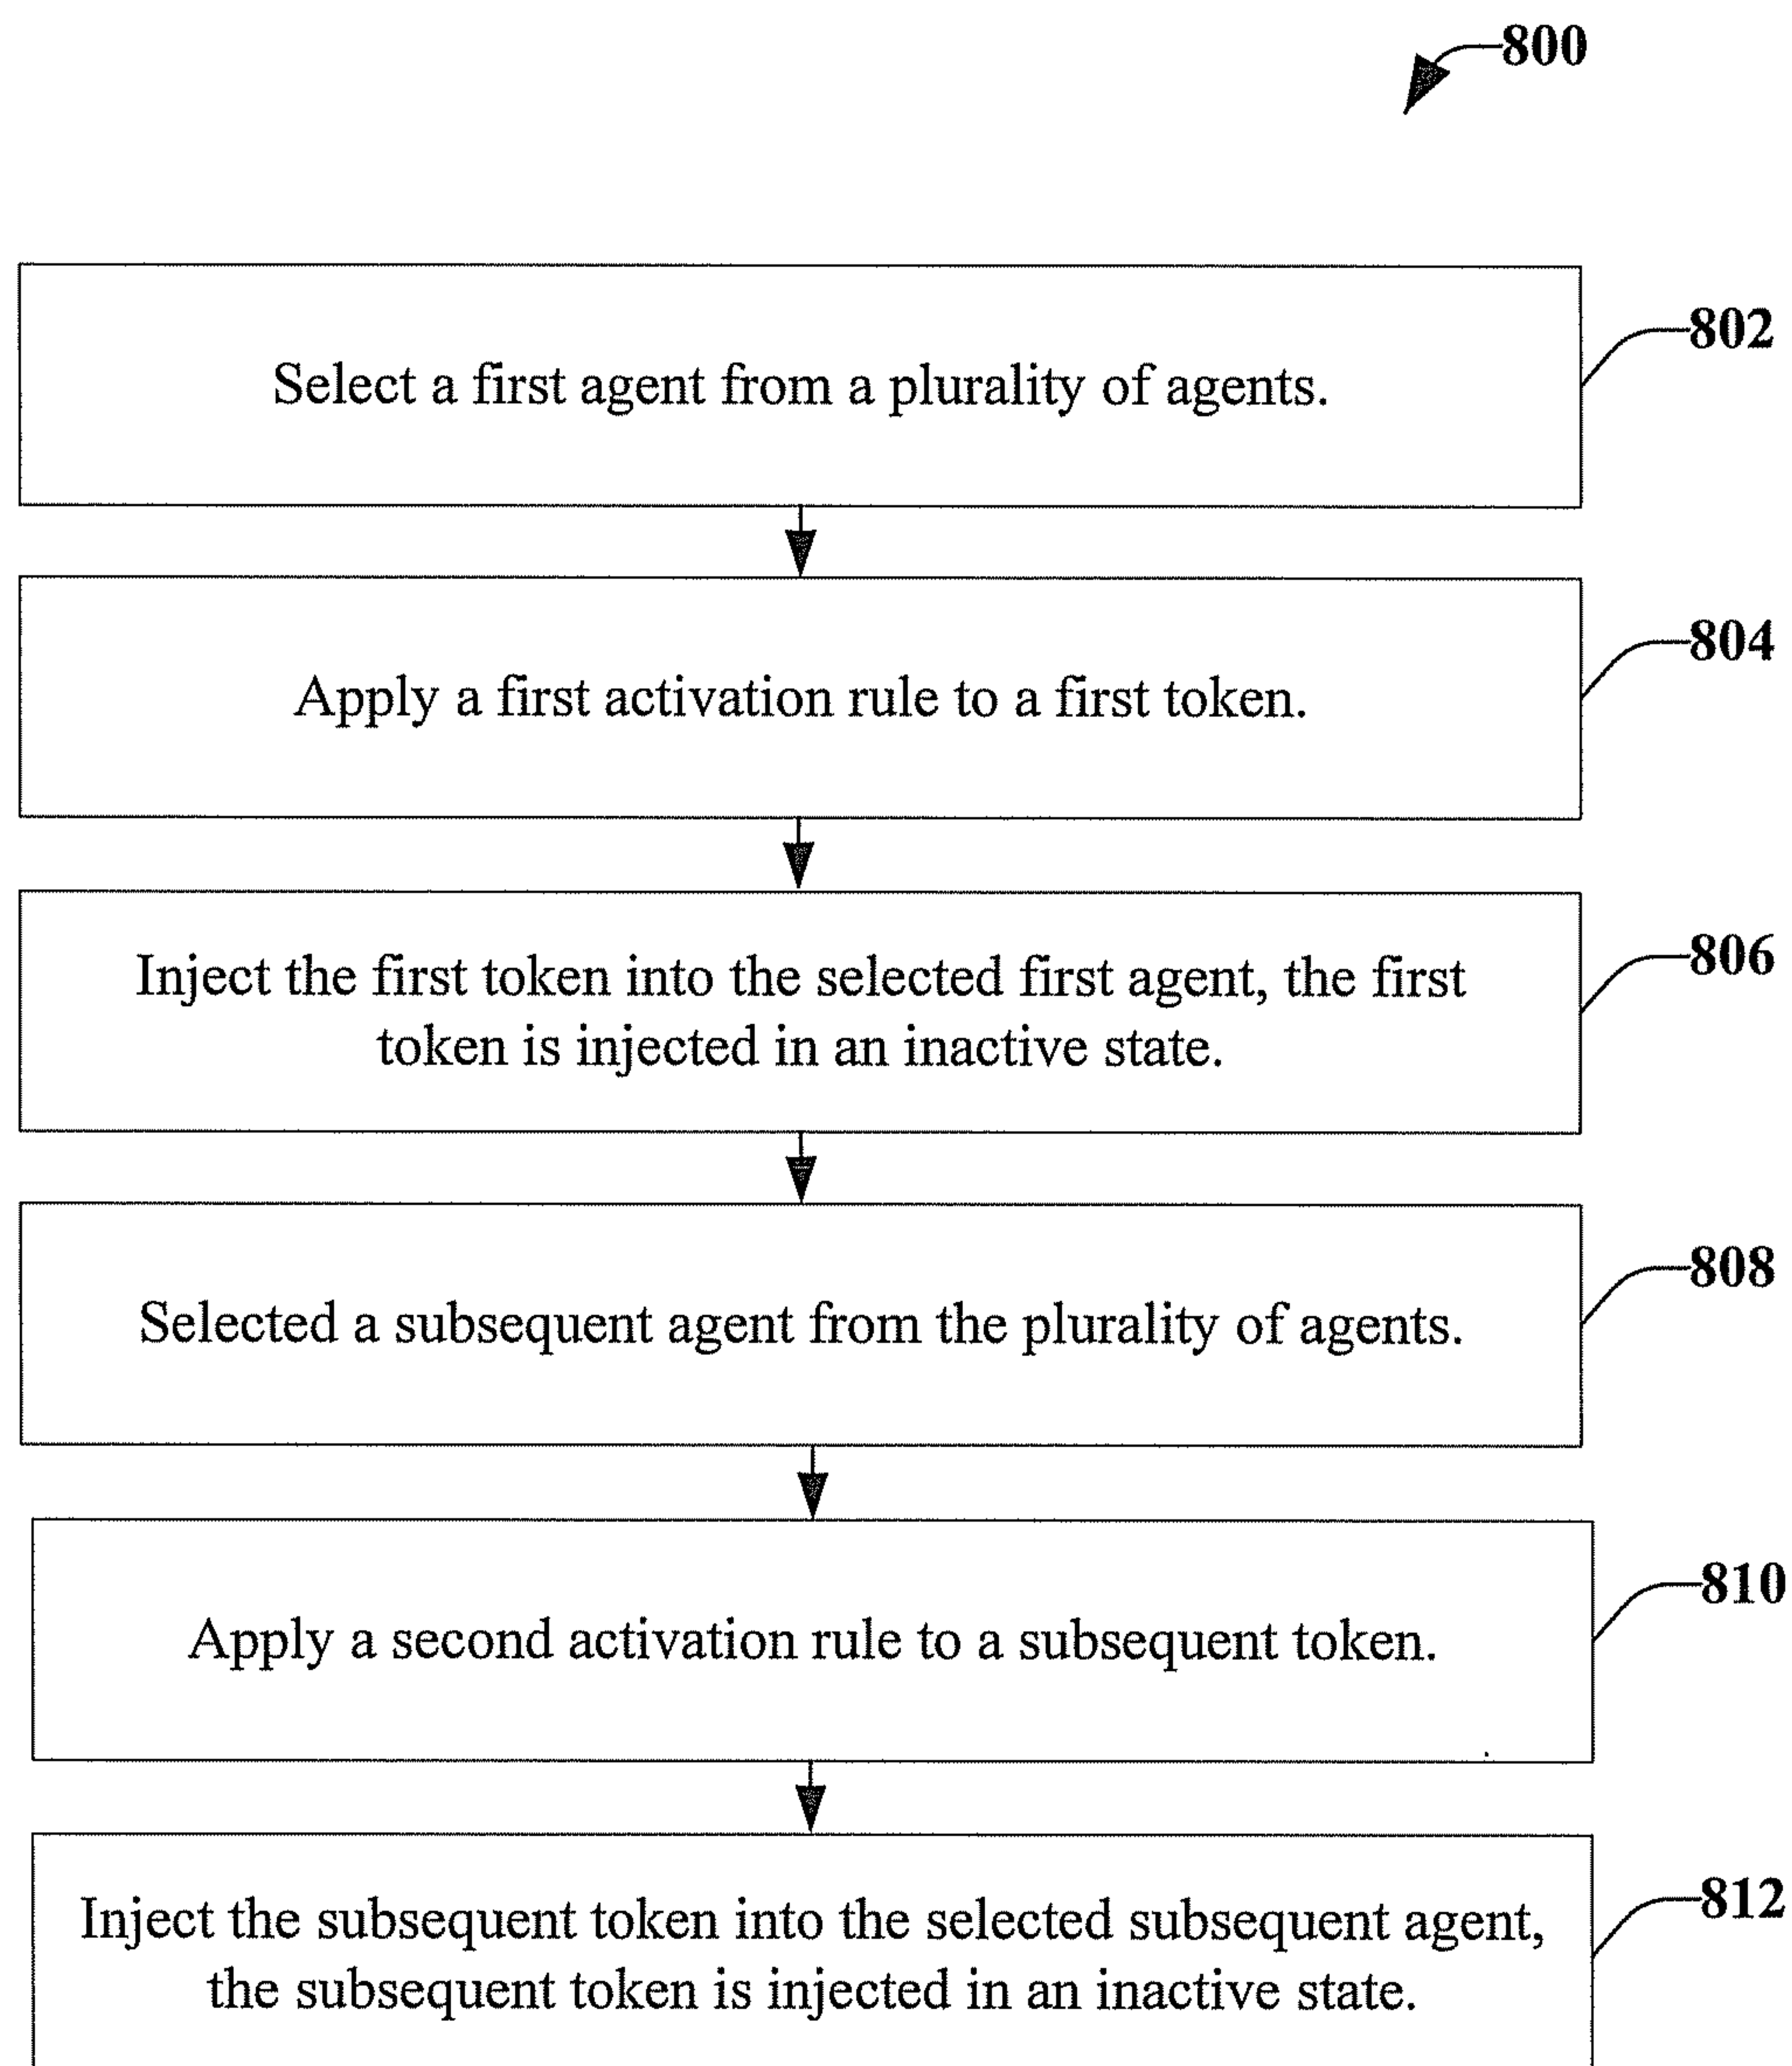 800
Select a first agent from a plurality of agents.
802
Apply a first activation rule to a first token.
804
Inject the first token into the selected first agent, the first
token is injected in an inactive state.
806
Selected a subsequent agent from the plurality of agents.
808
Apply a second activation rule to a subsequent token.
810
Inject the subsequent token into the selected subsequent agent,
the subsequent token is injected in an inactive state.
812